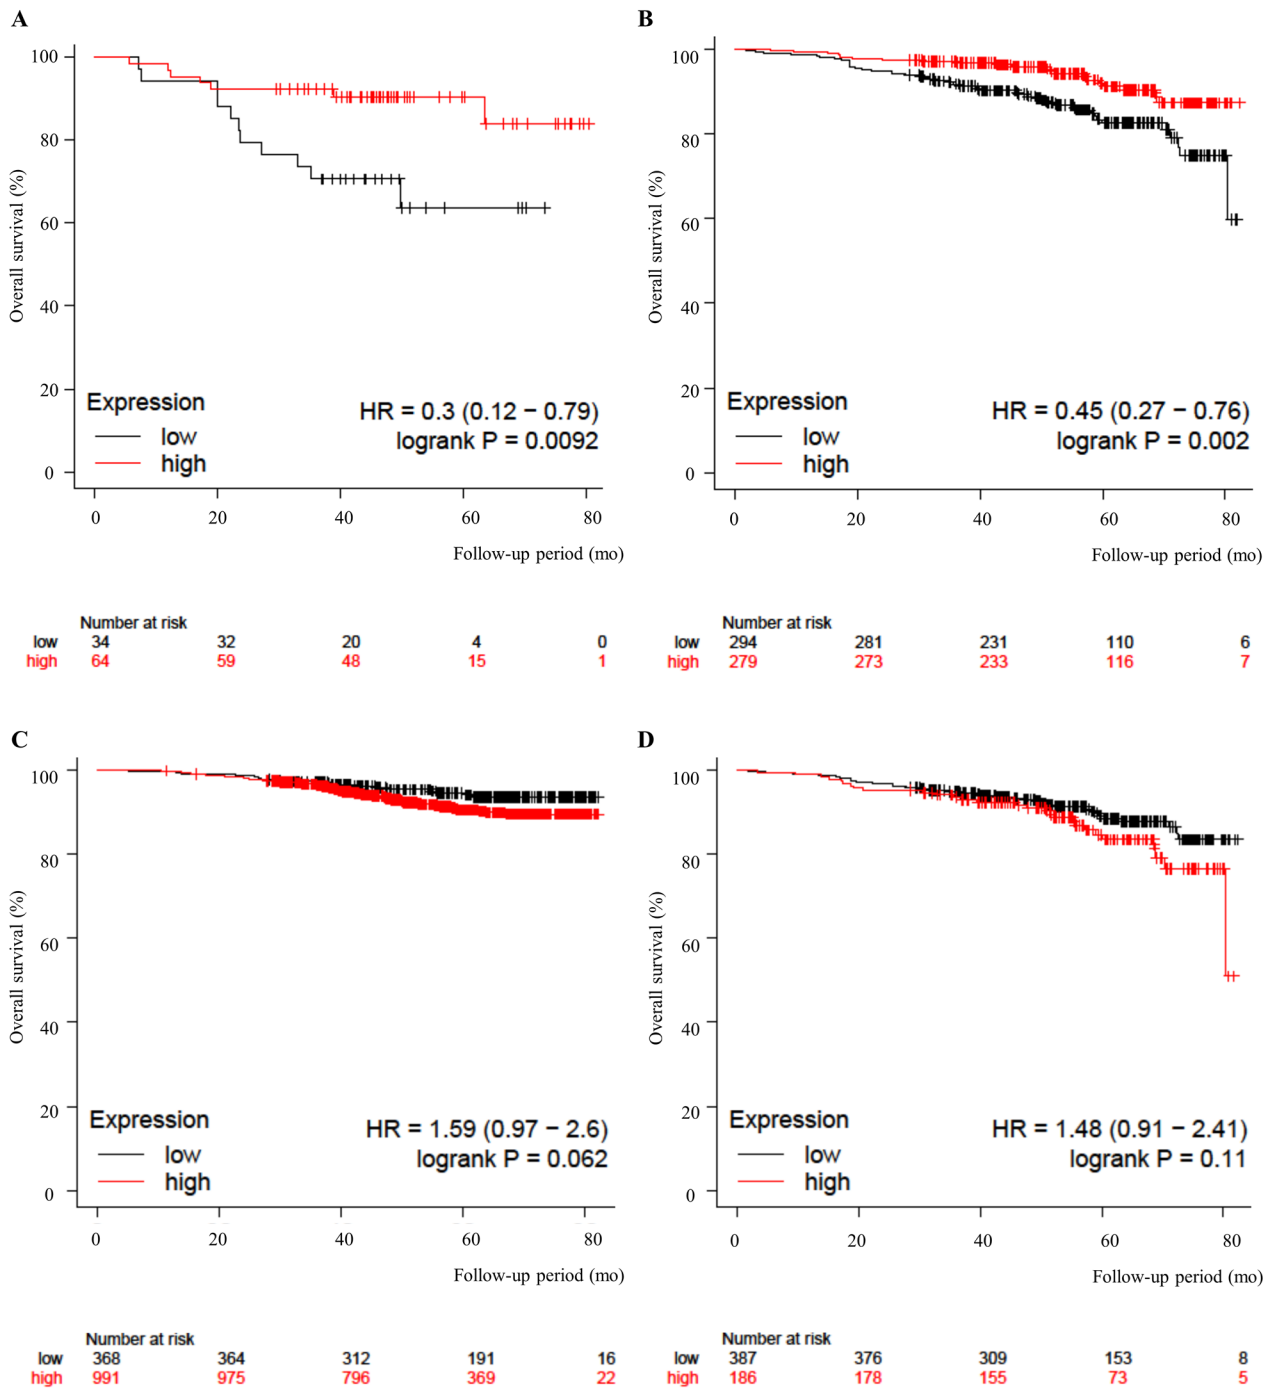 A
100
80
60
40
20
0
Overall survival (%)
Expression
low
high
HR = 0.3 (0.12 − 0.79)
logrank P = 0.0092
0 20 40 60 80
Follow-up period (mo)
Number at risk
low 34 32 20 4 0
high 64 59 48 15 1
B
100
80
60
40
20
0
Overall survival (%)
Expression
low
high
HR = 0.45 (0.27 − 0.76)
logrank P = 0.002
0 20 40 60 80
Follow-up period (mo)
Number at risk
low 294 281 231 110 6
high 279 273 233 116 7
C
100
80
60
40
20
0
Overall survival (%)
Expression
low
high
HR = 1.59 (0.97 − 2.6)
logrank P = 0.062
0 20 40 60 80
Follow-up period (mo)
Number at risk
low 368 364 312 191 16
high 991 975 796 369 22
D
100
80
60
40
20
0
Overall survival (%)
Expression
low
high
HR = 1.48 (0.91 − 2.41)
logrank P = 0.11
0 20 40 60 80
Follow-up period (mo)
Number at risk
low 387 376 309 153 8
high 186 178 155 73 5